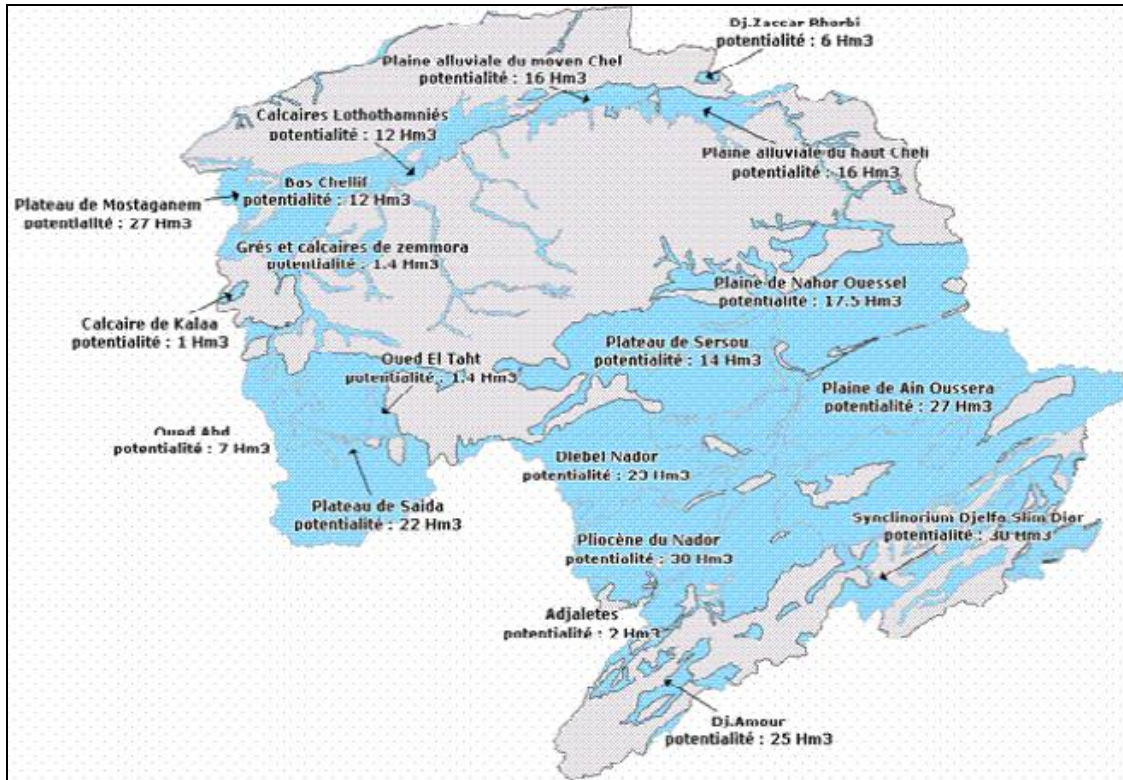 Dj.Zaccar Rhorbi
potentialité : 6 Hm3
Plaine alluviale du moyen Chel
potentialité : 16 Hm3
Calcaires Lothothamniés
potentialité : 12 Hm3
Plaine alluviale du haut Cheli
potentialité : 16 Hm3
Bas Chellif
potentialité : 12 Hm3
Plateau de Mostaganem
potentialité : 27 Hm3
Grés et calcaires de zemmora
potentialité : 1.4 Hm3
Plaine de Nahor Ouessel
potentialité : 17.5 Hm3
Calcaire de Kalaa
potentialité : 1 Hm3
Plateau de Sersou
potentialité : 14 Hm3
Oued El Taht
potentialité : 1.4 Hm3
Plaine de Ain Oussera
potentialité : 27 Hm3
Oued Abd
potentialité : 7 Hm3
Djebel Nador
potentialité : 23 Hm3
Plateau de Saida
potentialité : 22 Hm3
Synclinorium Djelfa Slim Diar
potentialité : 30 Hm3
Pliocène du Nador
potentialité : 30 Hm3
Adjaletes
potentialité : 2 Hm3
Dj.Amour
potentialité : 25 Hm3